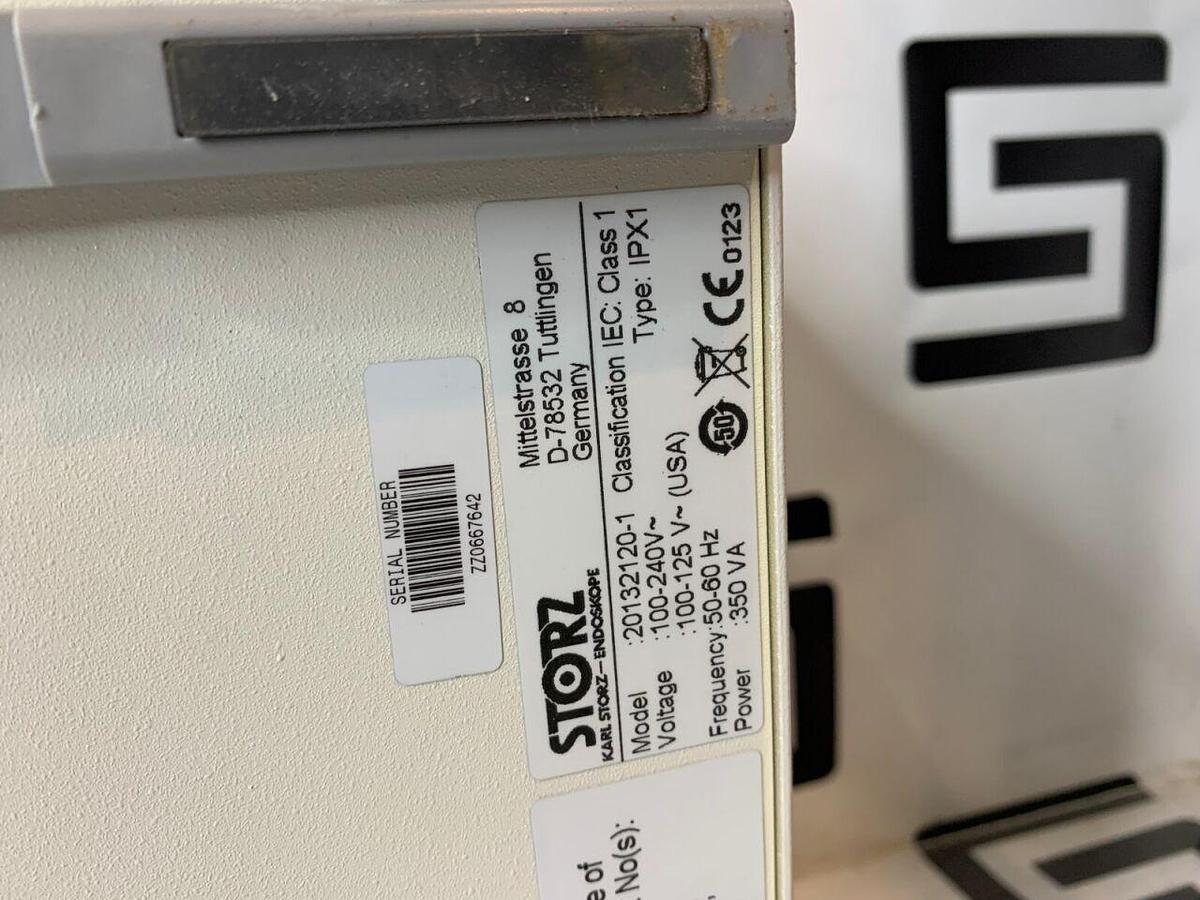 SERIAL NUMBER
ZZ0667642
STORZ
KARL STORZ—ENDOSKOPE
Mittelstrasse 8
D-78532 Tuttlingen
Germany
Model :20132120-1 Classification IEC: Class 1
Voltage :100-240V~ Type: IPX1
:100-125 V~ (USA)
Frequency:50-60 Hz
Power :350 VA
50
CE 0123
of
No(s):